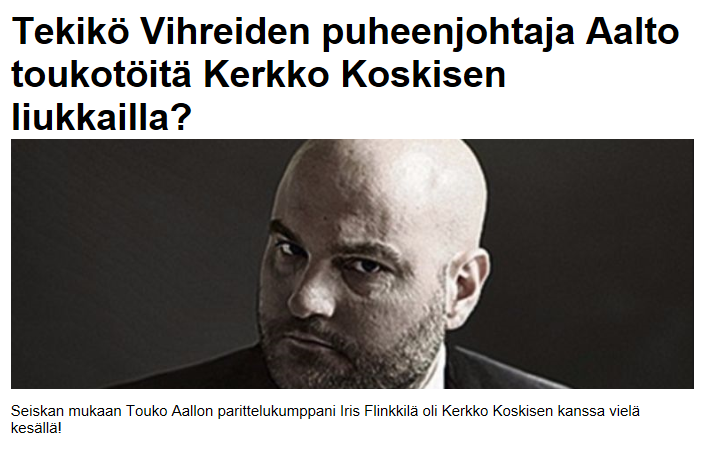 Tekikö Vihreiden puheenjohtaja Aalto
toukotöitä Kerkko Koskisen
liukkailla?
Seiskan mukaan Touko Aallon parittelukumppani Iris Flinkkilä oli Kerkko Koskisen kanssa vielä
kesällä!